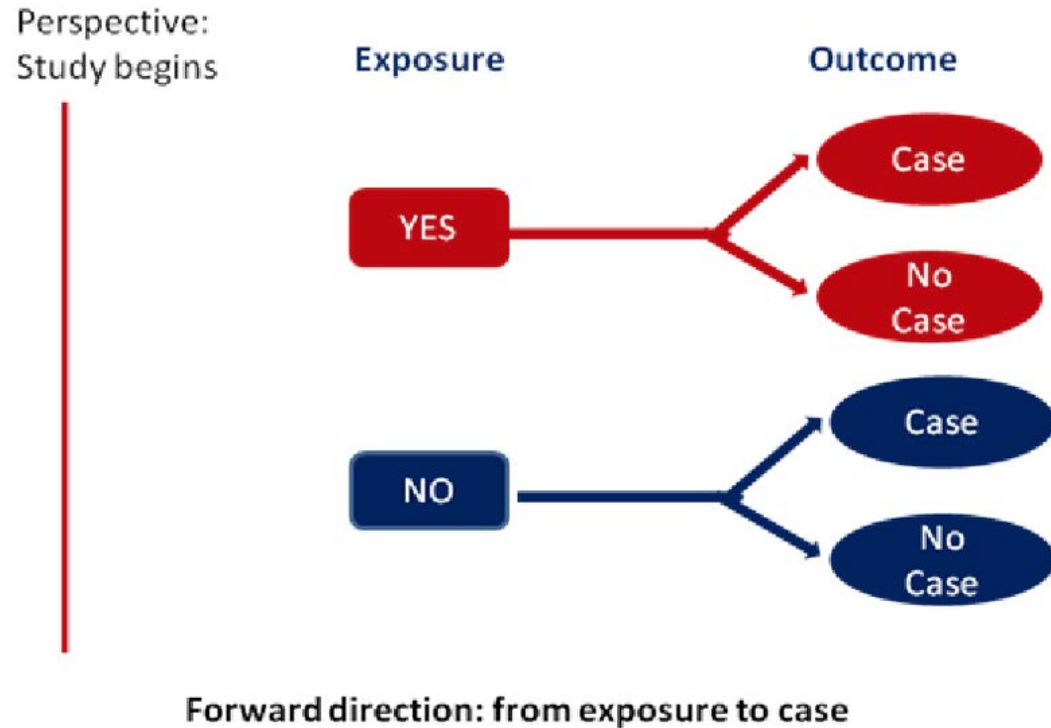 Perspective:
Study begins
Exposure
Outcome
Case
YES
No
Case
Case
NO
No
Case
Forward direction: from exposure to case